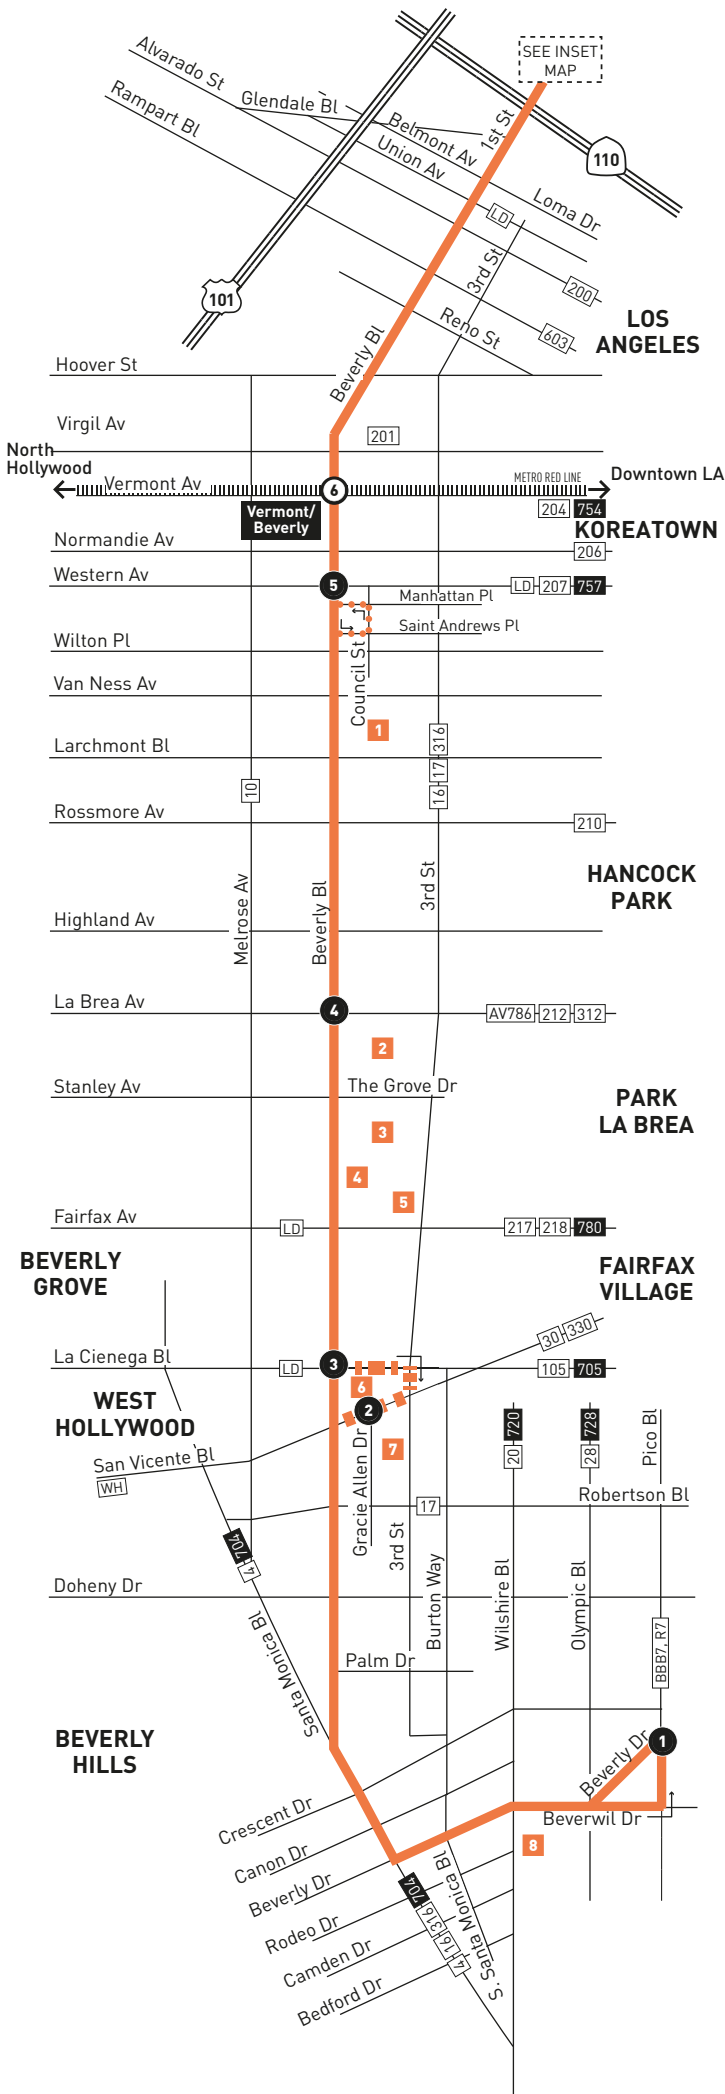 SEE INSET
MAP
Alvarado St
Glendale Bl
Rampart Bl
Belmont Av
1st St
Union Av
110
Loma Dr
LD
3rd St
101
200
Reno St
603
LOS
ANGELES
Beverly Bl
Hoover St
Virgil Av
201
North
Hollywood
Vermont Av
6
METRO RED LINE
Downtown LA
Vermont/
Beverly
204 754
KOREATOWN
Normandie Av
206
Western Av
5
LD 207 757
Manhattan Pl
Saint Andrews Pl
Wilton Pl
Council St
Van Ness Av
1
Larchmont Bl
16 17 316
10
Rossmore Av
210
HANCOCK
PARK
Melrose Av
Beverly Bl
3rd St
Highland Av
La Brea Av
4
AV786 212 312
2
Stanley Av
The Grove Dr
PARK
LA BREA
3
4
5
Fairfax Av
LD
217 218 780
BEVERLY
GROVE
FAIRFAX
VILLAGE
30 330
La Cienega Bl
LD
3
105 705
6
WEST
HOLLYWOOD
2
7
San Vicente Bl
WH
Gracie Allen Dr
20 720
28 728
Pico Bl
Robertson Bl
17
704
4
3rd St
Burton Way
Wilshire Bl
Olympic Bl
Doheny Dr
BBB7, R7
Santa Monica Bl
Palm Dr
BEVERLY
HILLS
1
Beverly Dr
Beverwil Dr
Crescent Dr
8
Canon Dr
Beverly Dr
Rodeo Dr
Camden Dr
Bedford Dr
704
316
16
4
S. Santa Monica Bl